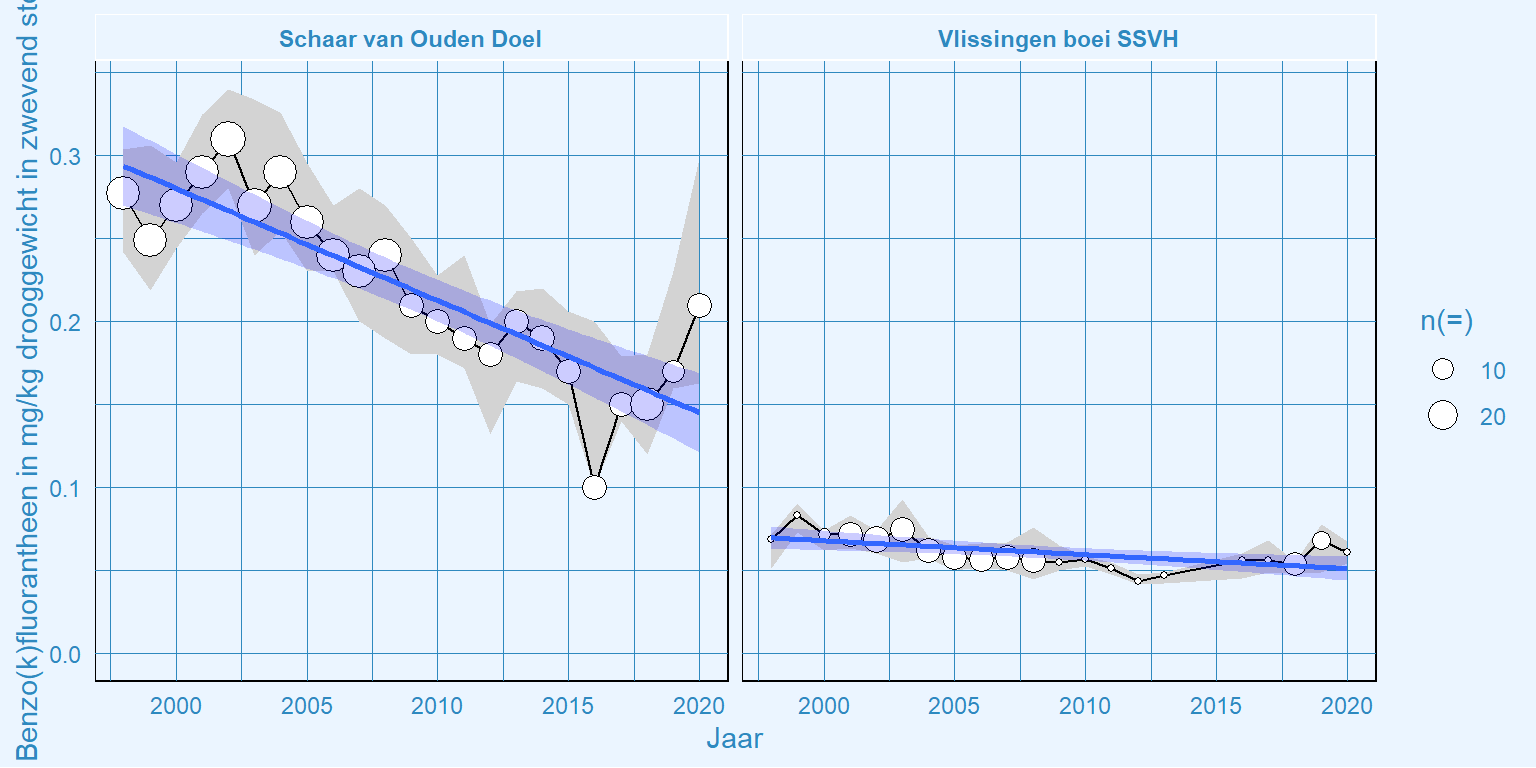 Schaar van Ouden Doel
Vlissingen boei SSVH
Benzo(k)fluorantheen in mg/kg drooggewicht in zwevend
0.3
0.2
0.1
0.0
2000 2005 2010 2015 2020
2000 2005 2010 2015 2020
Jaar
n(=)
10
20